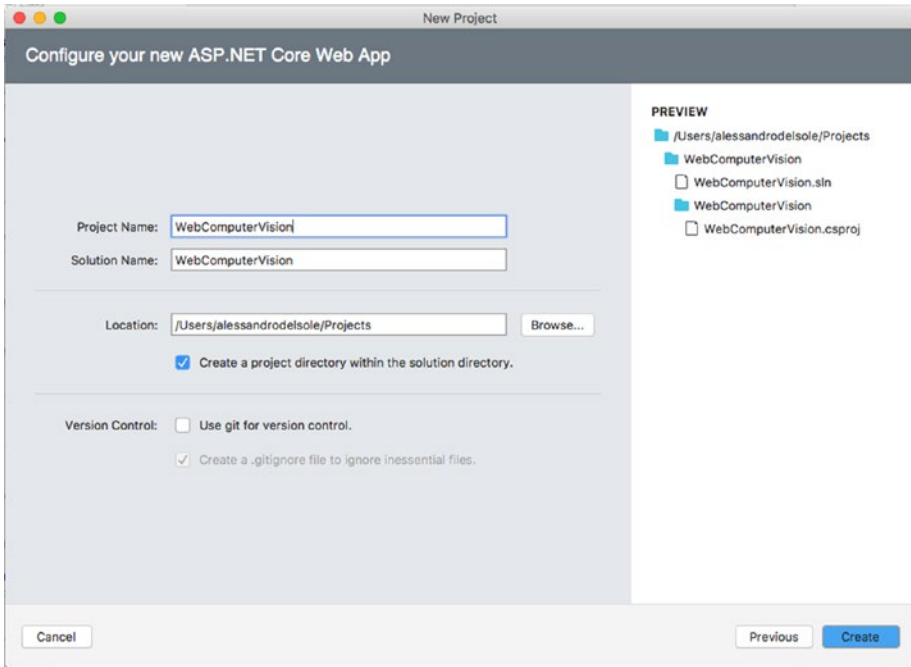 New Project
Configure your new ASP.NET Core Web App
Project Name: WebComputerVision
Solution Name: WebComputerVision
Location: /Users/alessandrodelsole/Projects Browse...
Create a project directory within the solution directory.
Version Control: Use git for version control.
Create a .gitignore file to ignore inessential files.
PREVIEW
/Users/alessandrodelsole/Projects
WebComputerVision
WebComputerVision.sln
WebComputerVision
WebComputerVision.csproj
Cancel Previous Create